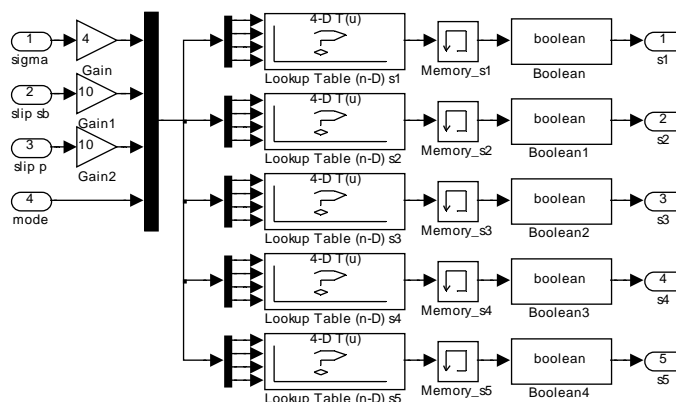 1
sigma
4
Gain
2
slip sb
10
Gain1
3
slip p
10
Gain2
4
mode
4-D T(u)
Lookup Table (n-D) s1
Memory_s1
boolean
Boolean
1
s1
4-D T(u)
Lookup Table (n-D) s2
Memory_s2
boolean
Boolean1
2
s2
4-D T(u)
Lookup Table (n-D) s3
Memory_s3
boolean
Boolean2
3
s3
4-D T(u)
Lookup Table (n-D) s4
Memory_s4
boolean
Boolean3
4
s4
4-D T(u)
Lookup Table (n-D) s5
Memory_s5
boolean
Boolean4
5
s5